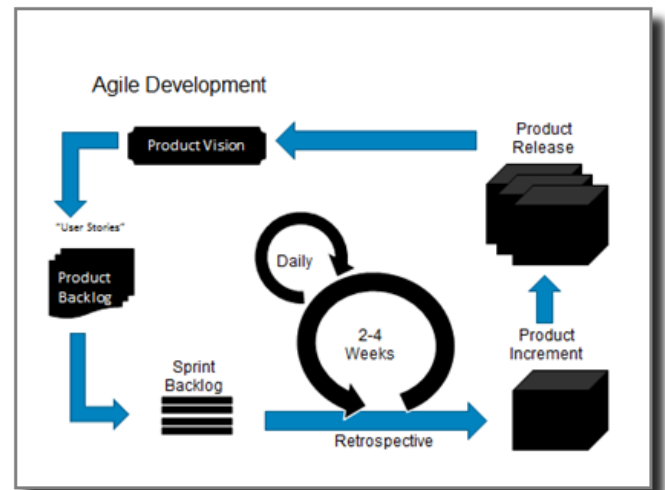 Agile Development
Product Vision
Product
Release
"User Stories"
Product
Backlog
Daily
2-4
Weeks
Product
Increment
Sprint
Backlog
Retrospective